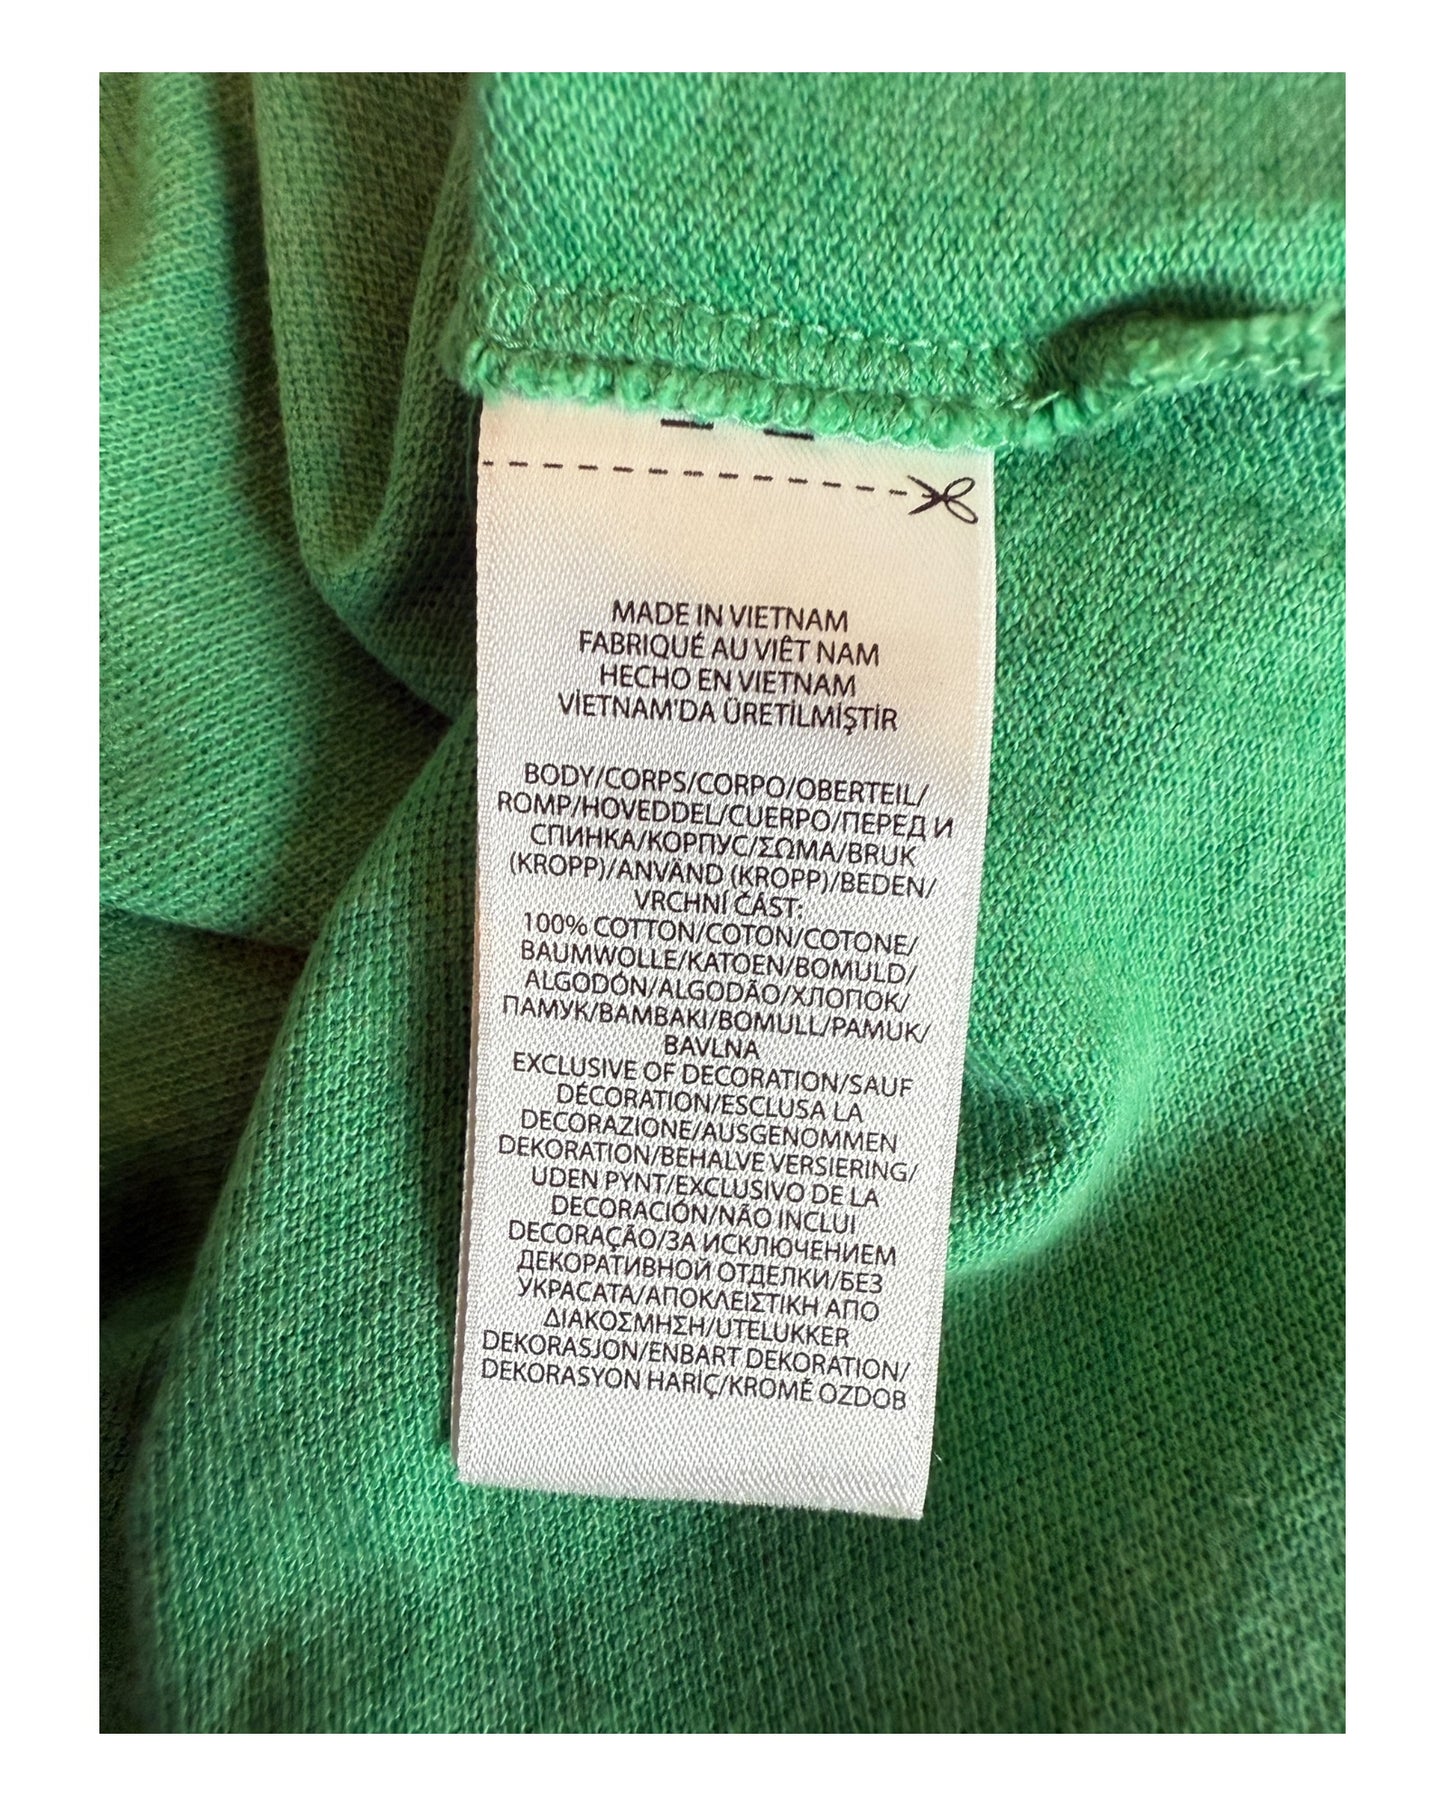 MADE IN VIETNAM
FABRIQUÉ AU VIÊT NAM
HECHO EN VIETNAM
VİETNAM'DA ÜRETİLMİŞTİR
BODY/CORPS/CORPO/OBERTEIL/
ROMP/HOVEDDEL/CUERPO/ПЕРЕД И
СПИНКА/КОРПУС/ΣΩΜΑ/BRUK
(KROPP)/ANVÄND (KROPP)/BEDEN/
VRCHNÍ ČÁST:
100% COTTON/COTON/COTONE/
BAUMWOLLE/KATOEN/BOMULD/
ALGODÓN/ALGODÃO/ХЛОПОК/
ПАМУК/BAMBAKI/BOMULL/PAMUK/
BAVLNA
EXCLUSIVE OF DECORATION/SAUF
DÉCORATION/ESCLUSA LA
DECORAZIONE/AUSGENOMMEN
DEKORATION/BEHALVE VERSIERING/
UDEN PYNT/EXCLUSIVO DE LA
DECORACIÓN/NÃO INCLUI
DECORAÇÃO/ЗА ИСКЛЮЧЕНИЕМ
ДЕКОРАТИВНОЙ ОТДЕЛКИ/БЕЗ
УКРАСАТА/ΑΠΟΚΛΕΙΣΤΙΚΗ ΑΠΟ
ΔΙΑΚΟΣΜΗΣΗ/UTELUKKER
DEKORASJON/ENBART DEKORATION/
DEKORASYON HARİÇ/KROMĚ OZDOB